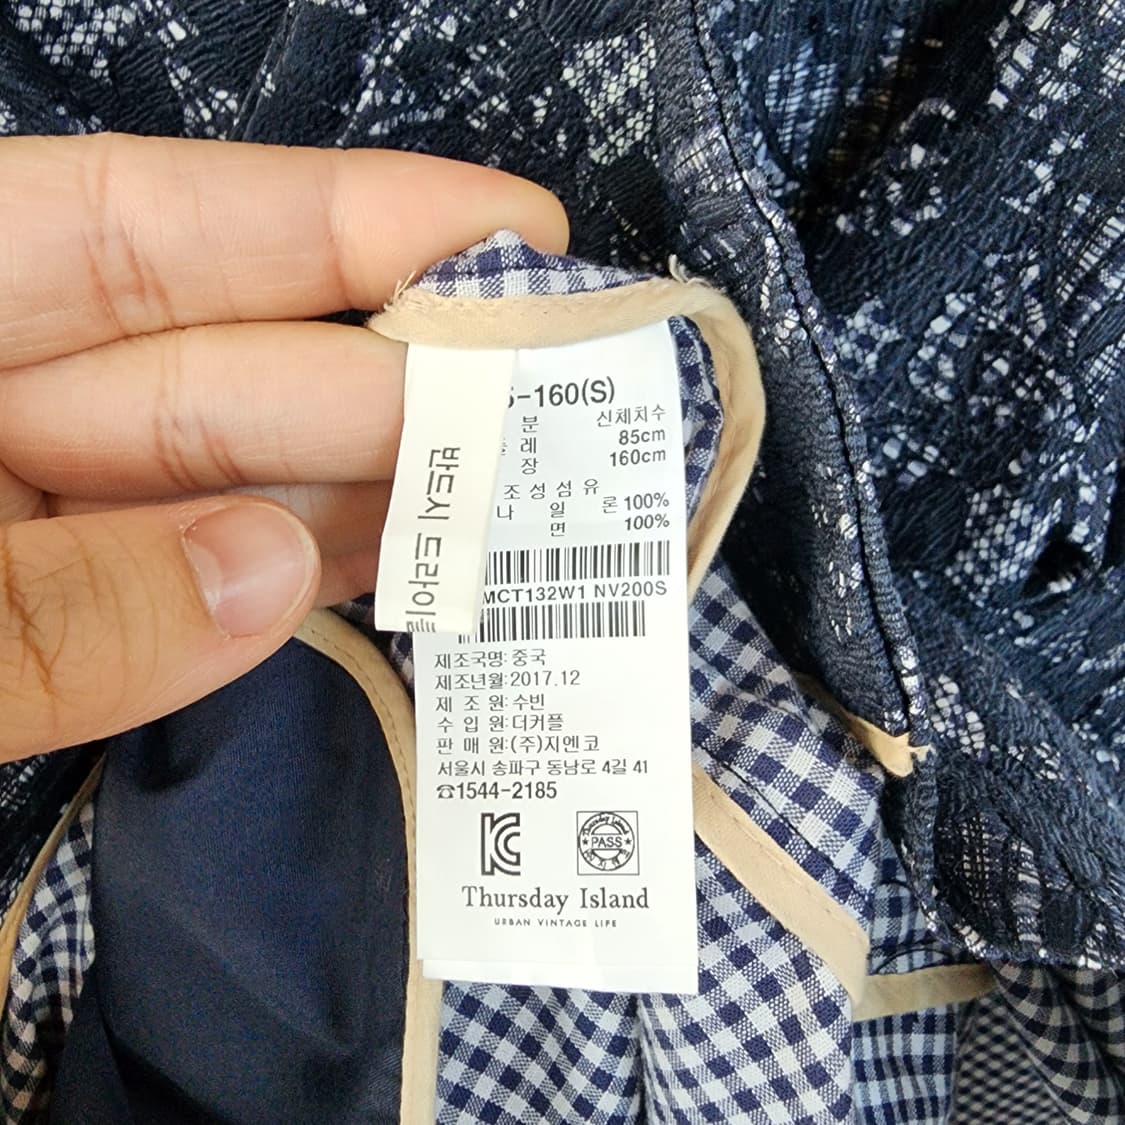 -160(S)
분 신체치수
레 85cm
장 160cm
조성섬유
나 일 론 100%
면 100%
MCT132W1 NV200S
제조국명: 중국
제조년월: 2017.12
제 조 원: 수빈
수 입 원: 더커플
판 매 원: (주)지엔코
서울시 송파구 동남로 4길 41
☎1544-2185
Thursday Island
PASS
Thursday Island
URBAN VINTAGE LIFE
반드시 드라이클